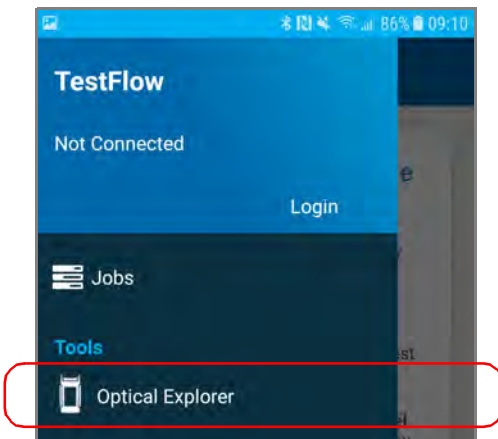 86% 09:10
TestFlow
Not Connected
Login
Jobs
Tools
Optical Explorer